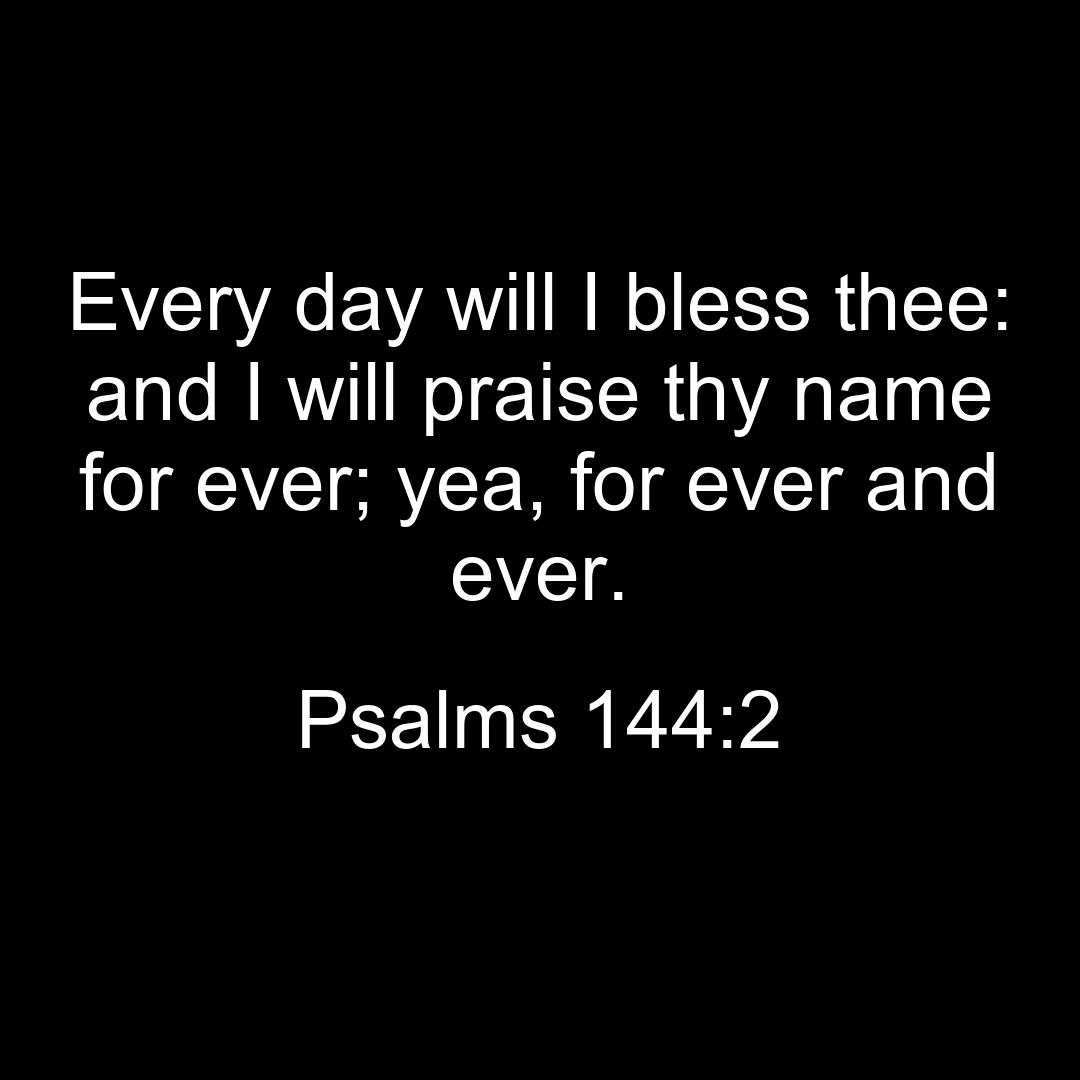 Every day will I bless thee:
and I will praise thy name
for ever; yea, for ever and
ever.
Psalms 144:2